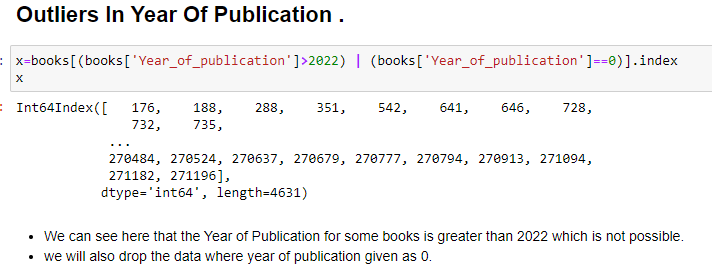 Outliers In Year Of Publication .
: x=books[(books['Year_of_publication']>2022) | (books['Year_of_publication']==0)].index
x
: Int64Index([   176,    188,    288,    351,    542,    641,    646,    728,
732,    735,
...
270484, 270524, 270637, 270679, 270777, 270794, 270913, 271094,
271182, 271196],
dtype='int64', length=4631)
• We can see here that the Year of Publication for some books is greater than 2022 which is not possible.
• we will also drop the data where year of publication given as 0.